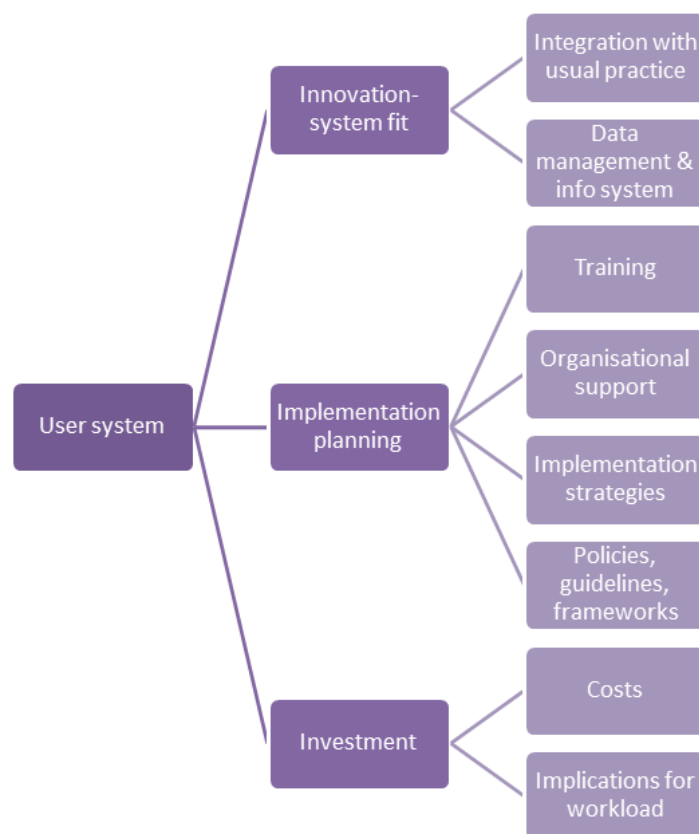 Integration with
usual practice
Innovation-
system fit
Data
management &
info system
Training
Organisational
support
User system
Implementation
planning
Implementation
strategies
Policies,
guidelines,
frameworks
Costs
Investment
Implications for
workload